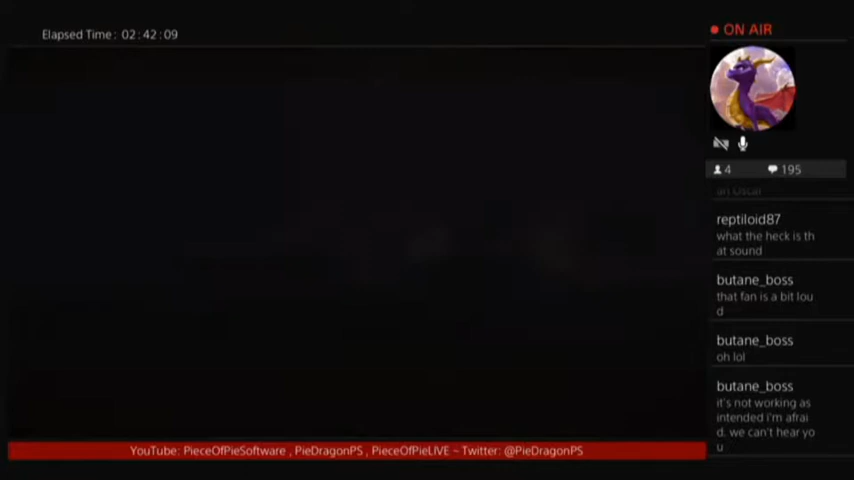 Elapsed Time: 02:42:09
ON AIR
4 195
an Oscar
reptiloid87
what the heck is th
at sound
butane_boss
that fan is a bit lou
d
butane_boss
oh lol
butane_boss
it's not working as
intended i'm afrai
d. we can't hear yo
u
YouTube: PieceOfPieSoftware , PieDragonPS , PieceOfPieLIVE ~ Twitter: @PieDragonPS